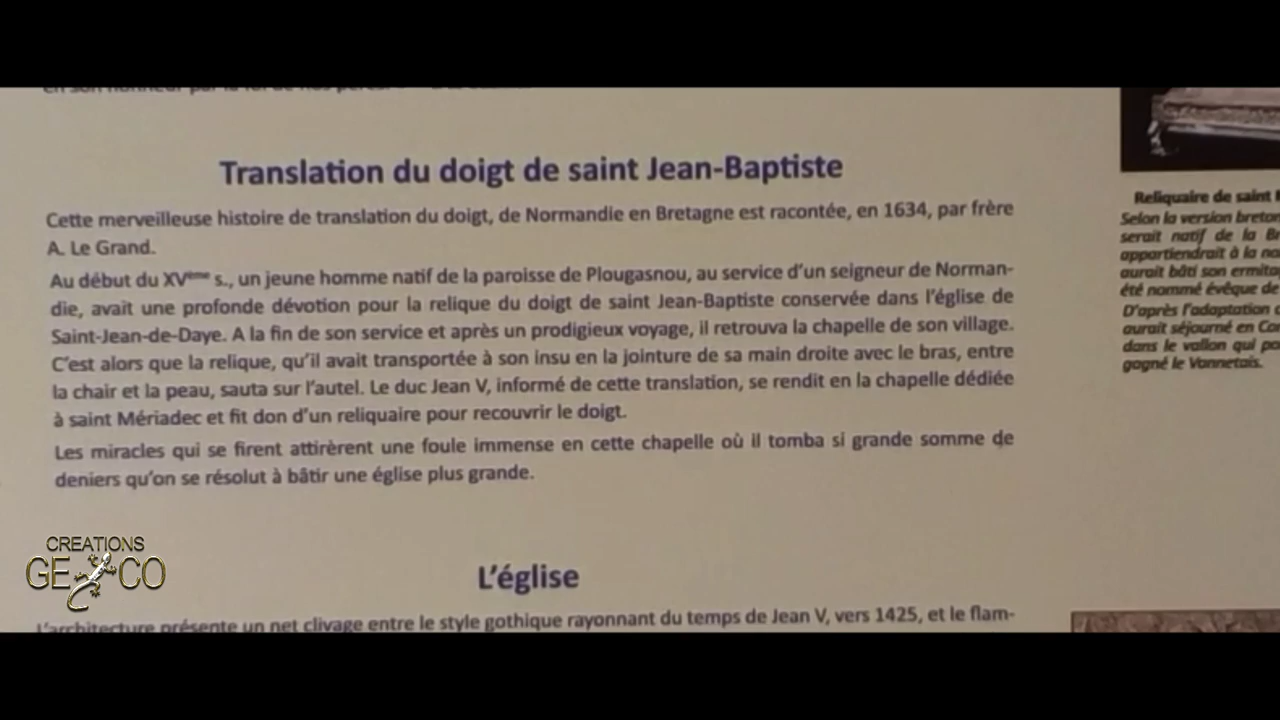 Translation du doigt de saint Jean-Baptiste
Cette merveilleuse histoire de translation du doigt, de Normandie en Bretagne est racontée, en 1634, par frère
A. Le Grand.
Au début du XVème s., un jeune homme natif de la paroisse de Plougasnou, au service d'un seigneur de Norman-
die, avait une profonde dévotion pour la relique du doigt de saint Jean-Baptiste conservée dans l'église de
Saint-Jean-de-Daye. A la fin de son service et après un prodigieux voyage, il retrouva la chapelle de son village.
C'est alors que la relique, qu'il avait transportée à son insu en la jointure de sa main droite avec le bras, entre
la chair et la peau, sauta sur l'autel. Le duc Jean V, informé de cette translation, se rendit en la chapelle dédiée
à saint Mériadec et fit don d'un reliquaire pour recouvrir le doigt.
Les miracles qui se firent attirèrent une foule immense en cette chapelle où il tomba si grande somme de
deniers qu'on se résolut à bâtir une église plus grande.
L'église
L'architecture présente un net clivage entre le style gothique rayonnant du temps de Jean V, vers 1425, et le flam-
Reliquaire de saint
Selon la version breton
serait natif de la Br
appartiendrait à la no
aurait bâti son ermita
été nommé évêque de
D'après l'adaptation
aurait séjourné en Co
dans le vallon qui po
gagné le Vannetais.
CREATIONS
GECCO